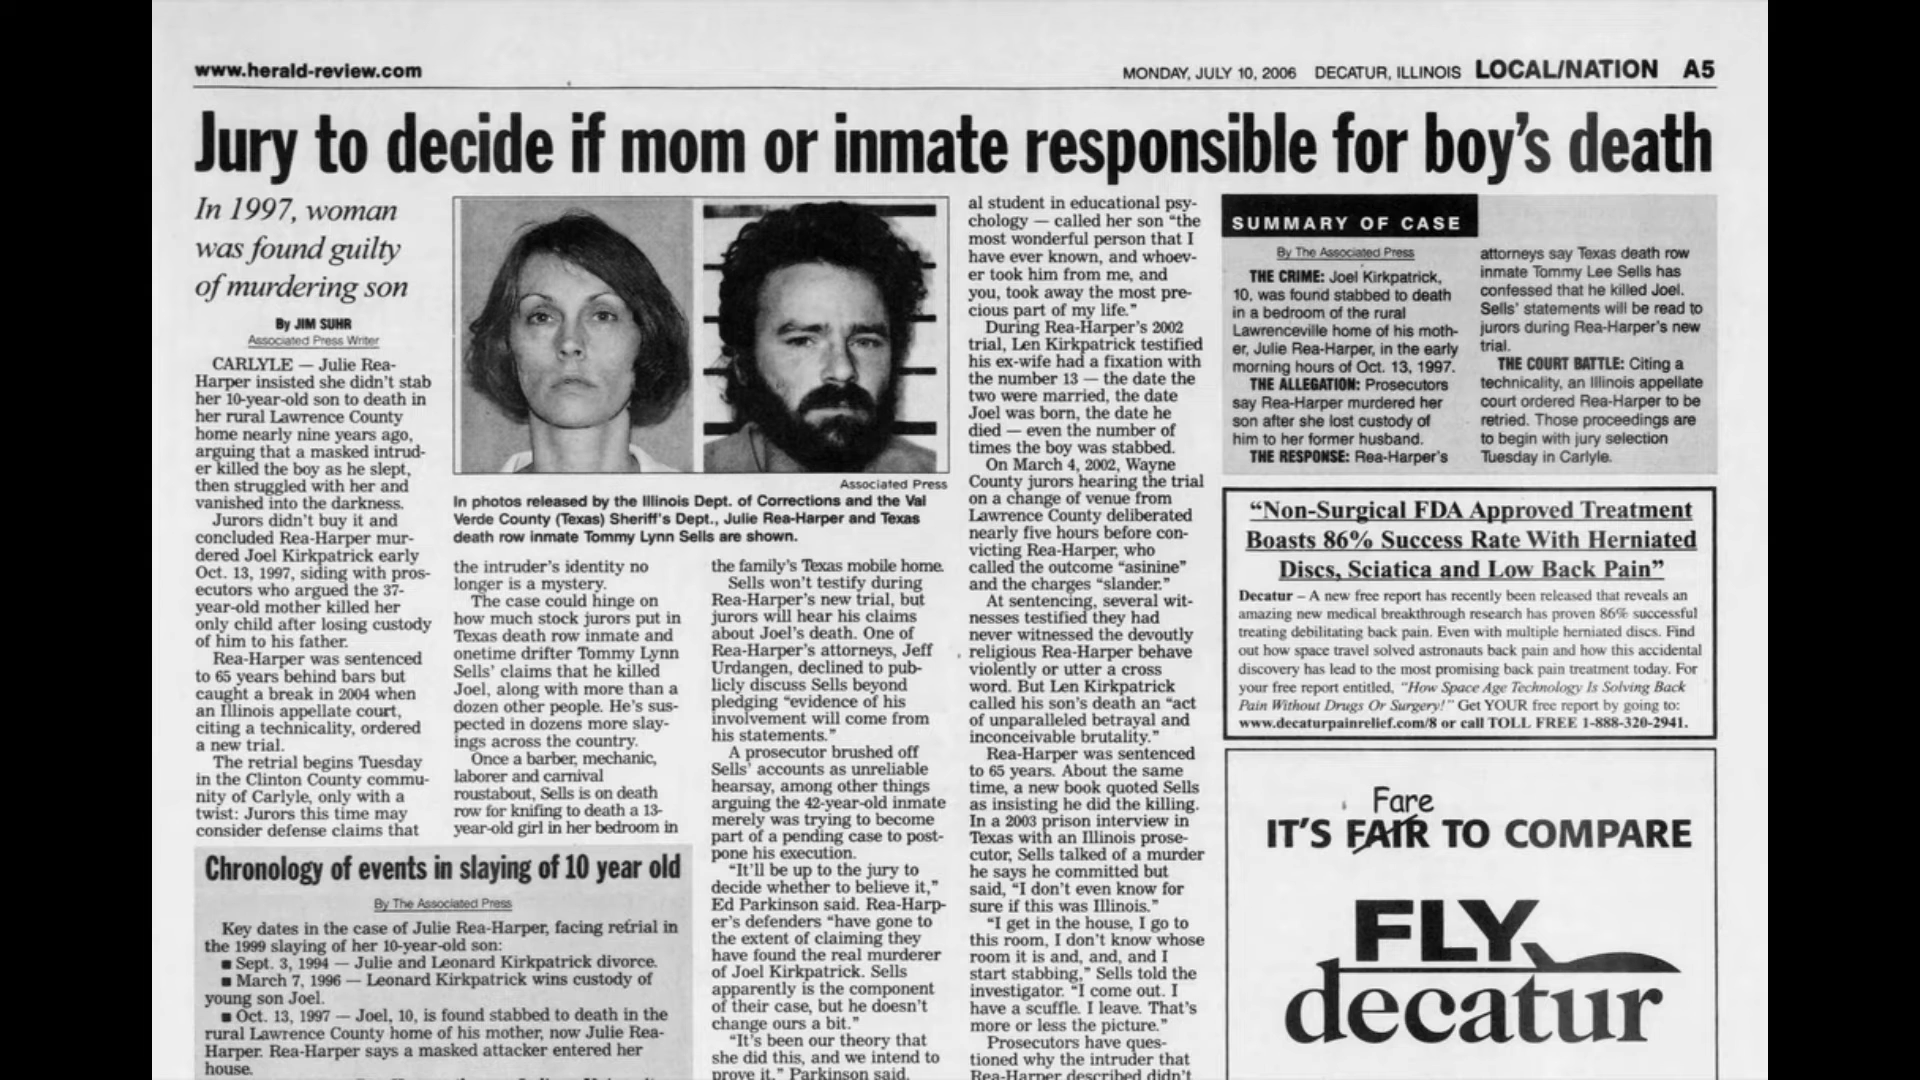 www.herald-review.com
MONDAY, JULY 10, 2006 DECATUR, ILLINOIS LOCAL/NATION A5
Jury to decide if mom or inmate responsible for boy's death
In 1997, woman
was found guilty
of murdering son
By JIM SUHR
Associated Press Writer
CARLYLE — Julie Rea-
Harper insisted she didn't stab
her 10-year-old son to death in
her rural Lawrence County
home nearly nine years ago,
arguing that a masked intrud-
er killed the boy as he slept,
then struggled with her and
vanished into the darkness.
Jurors didn't buy it and
concluded Rea-Harper mur-
dered Joel Kirkpatrick early
Oct. 13, 1997, siding with pros-
ecutors who argued the 37-
year-old mother killed her
only child after losing custody
of him to his father.
Rea-Harper was sentenced
to 65 years behind bars but
caught a break in 2004 when
an Illinois appellate court,
citing a technicality, ordered
a new trial.
The retrial begins Tuesday
in the Clinton County commu-
nity of Carlyle, only with a
twist: Jurors this time may
consider defense claims that
Associated Press
In photos released by the Illinois Dept. of Corrections and the Val
Verde County (Texas) Sheriff's Dept., Julie Rea-Harper and Texas
death row inmate Tommy Lynn Sells are shown.
the intruder's identity no
longer is a mystery.
The case could hinge on
how much stock jurors put in
Texas death row inmate and
onetime drifter Tommy Lynn
Sells' claims that he killed
Joel, along with more than a
dozen other people. He's sus-
pected in dozens more slay-
ings across the country.
Once a barber, mechanic,
laborer and carnival
roustabout, Sells is on death
row for knifing to death a 13-
year-old girl in her bedroom in
the family's Texas mobile home.
Sells won't testify during
Rea-Harper's new trial, but
jurors will hear his claims
about Joel's death. One of
Rea-Harper's attorneys, Jeff
Urdangen, declined to pub-
licly discuss Sells beyond
pledging "evidence of his
involvement will come from
his statements."
A prosecutor brushed off
Sells' accounts as unreliable
hearsay, among other things
arguing the 42-year-old inmate
merely was trying to become
part of a pending case to post-
pone his execution.
"It'll be up to the jury to
decide whether to believe it,"
Ed Parkinson said. Rea-Harp-
er's defenders "have gone to
the extent of claiming they
have found the real murderer
of Joel Kirkpatrick. Sells
apparently is the component
of their case, but he doesn't
change ours a bit."
"It's been our theory that
she did this, and we intend to
prove it," Parkinson said.
al student in educational psy-
chology — called her son "the
most wonderful person that I
have ever known, and whoev-
er took him from me, and
you, took away the most pre-
cious part of my life."
During Rea-Harper's 2002
trial, Len Kirkpatrick testified
his ex-wife had a fixation with
the number 13 — the date the
two were married, the date
Joel was born, the date he
died — even the number of
times the boy was stabbed.
On March 4, 2002, Wayne
County jurors hearing the trial
on a change of venue from
Lawrence County deliberated
nearly five hours before con-
victing Rea-Harper, who
called the outcome "asinine"
and the charges "slander."
At sentencing, several wit-
nesses testified they had
never witnessed the devoutly
religious Rea-Harper behave
violently or utter a cross
word. But Len Kirkpatrick
called his son's death an "act
of unparalleled betrayal and
inconceivable brutality."
Rea-Harper was sentenced
to 65 years. About the same
time, a new book quoted Sells
as insisting he did the killing.
In a 2003 prison interview in
Texas with an Illinois prose-
cutor, Sells talked of a murder
he says he committed but
said, "I don't even know for
sure if this was Illinois."
"I get in the house, I go to
this room, I don't know whose
room it is and, and, and I
start stabbing," Sells told the
investigator. "I come out. I
have a scuffle. I leave. That's
more or less the picture."
Prosecutors have ques-
tioned why the intruder that
Rea-Harper described didn't
SUMMARY OF CASE
By The Associated Press
THE CRIME: Joel Kirkpatrick,
10, was found stabbed to death
in a bedroom of the rural
Lawrenceville home of his moth-
er, Julie Rea-Harper, in the early
morning hours of Oct. 13, 1997.
THE ALLEGATION: Prosecutors
say Rea-Harper murdered her
son after she lost custody of
him to her former husband.
THE RESPONSE: Rea-Harper's
attorneys say Texas death row
inmate Tommy Lee Sells has
confessed that he killed Joel.
Sells' statements will be read to
jurors during Rea-Harper's new
trial.
THE COURT BATTLE: Citing a
technicality, an Illinois appellate
court ordered Rea-Harper to be
retried. Those proceedings are
to begin with jury selection
Tuesday in Carlyle.
"Non-Surgical FDA Approved Treatment
Boasts 86% Success Rate With Herniated
Discs, Sciatica and Low Back Pain"
Decatur – A new free report has recently been released that reveals an
amazing new medical breakthrough research has proven 86% successful
treating debilitating back pain. Even with multiple herniated discs. Find
out how space travel solved astronauts back pain and how this accidental
discovery has lead to the most promising back pain treatment today. For
your free report entitled, "How Space Age Technology Is Solving Back
Pain Without Drugs Or Surgery!" Get YOUR free report by going to:
www.decaturpainrelief.com/8 or call TOLL FREE 1-888-320-2941.
Fare
IT'S FAIR TO COMPARE
FLY
decatur
Chronology of events in slaying of 10 year old
By The Associated Press
Key dates in the case of Julie Rea-Harper, facing retrial in
the 1999 slaying of her 10-year-old son:
■ Sept. 3, 1994 — Julie and Leonard Kirkpatrick divorce.
■ March 7, 1996 — Leonard Kirkpatrick wins custody of
young son Joel.
■ Oct. 13, 1997 — Joel, 10, is found stabbed to death in the
rural Lawrence County home of his mother, now Julie Rea-
Harper. Rea-Harper says a masked attacker entered her
house.